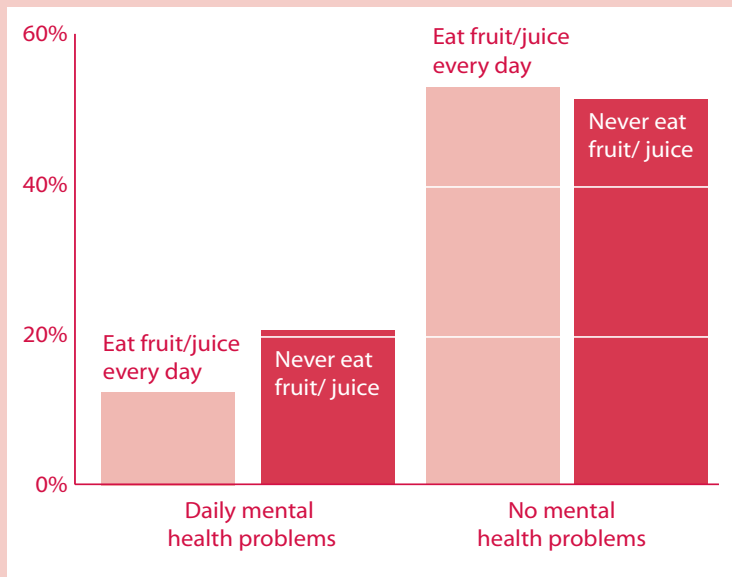 60%
Eat fruit/juice
every day
Never eat
fruit/ juice
40%
20%
Eat fruit/juice
every day
Never eat
fruit/ juice
0%
Daily mental
health problems
No mental
health problems